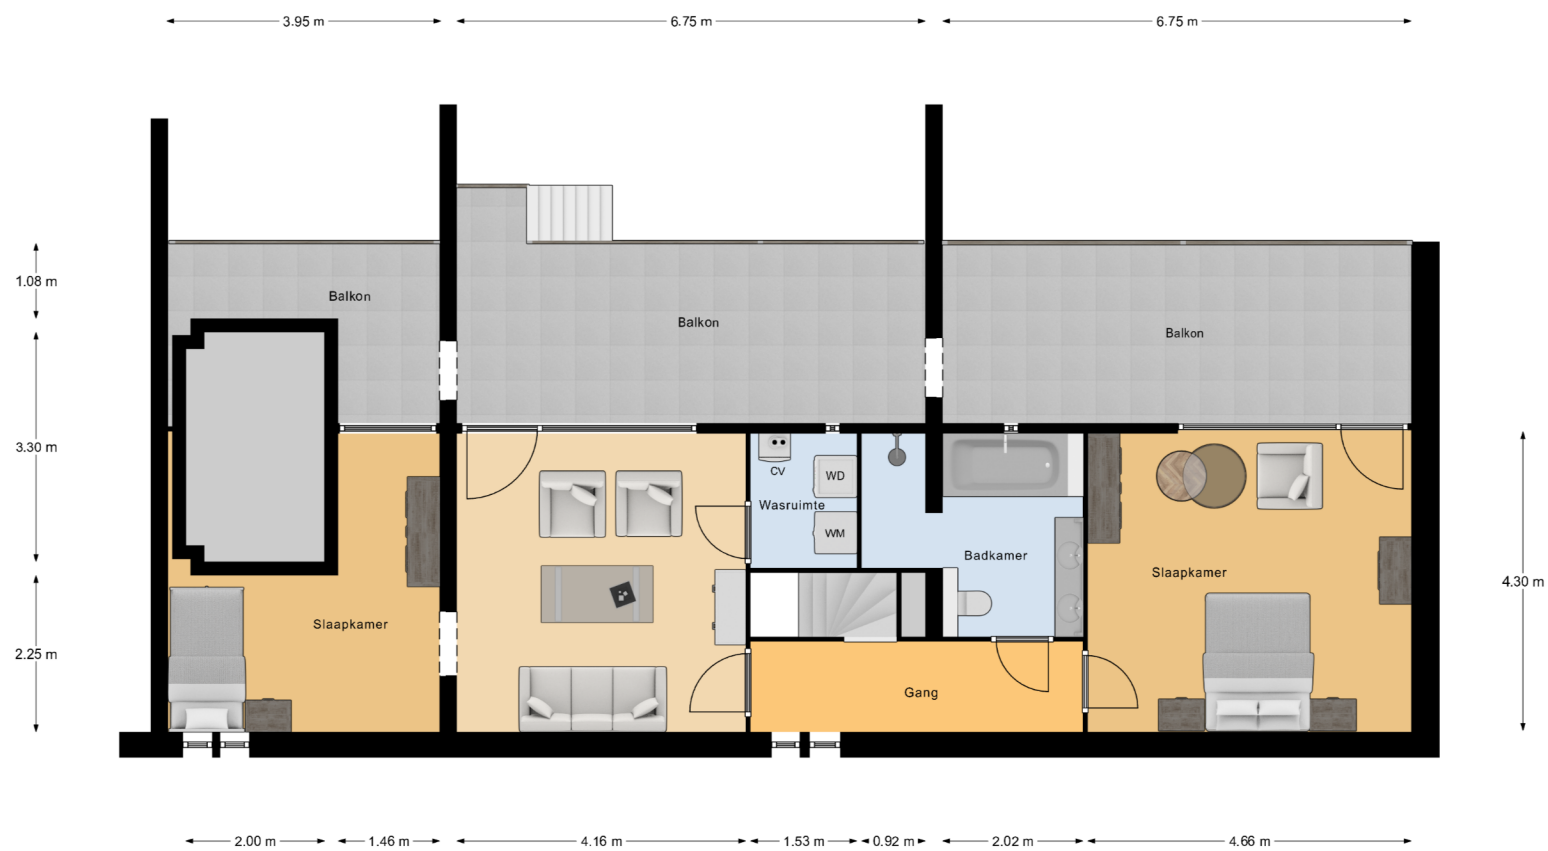 3.95 m
6.75 m
6.75 m
1.08 m
Balkon
Balkon
Balkon
3.30 m
CV
WD
Wasruimte
WM
Badkamer
Slaapkamer
4.30 m
Slaapkamer
2.25 m
Gang
2.00 m
1.46 m
4.16 m
1.53 m
0.92 m
2.02 m
4.66 m